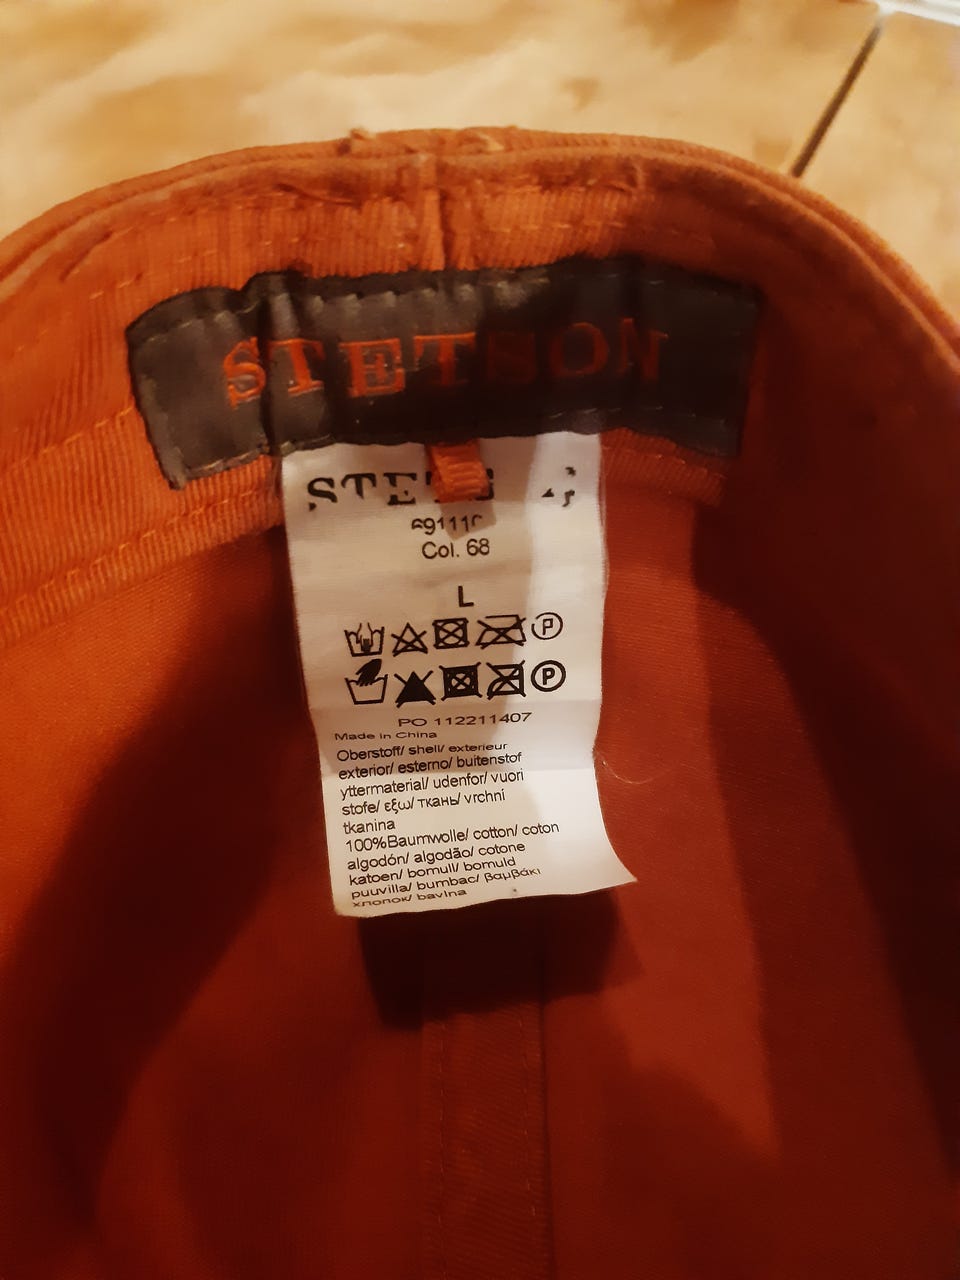 STETSON
Col. 68
L
P
P
PO 112211407
Made in China
Oberstoff/ shell/ exterieur
exterior/ esterno/ buitenstof
yttermaterial/ udenfor/ vuori
stofe/ εξω/ ткань/ vrchní
tkanina
100%Baumwolle/ cotton/ coton
algodón/ algodão/ cotone
katoen/ bomull/ bomuld
puuvilla/ bumbac/ βαμβάκι
хлопок/ bavlna